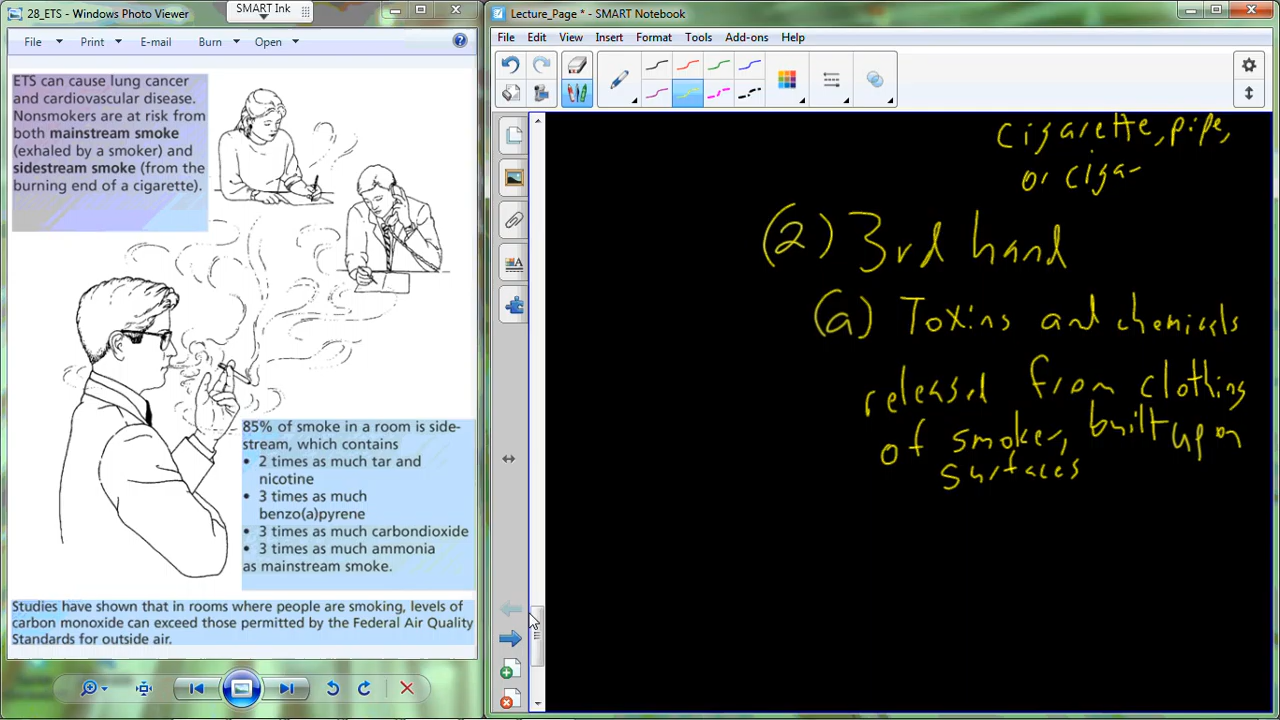 28_ETS - Windows Photo Viewer
SMART Ink
File Print E-mail Burn Open
ETS can cause lung cancer
and cardiovascular disease.
Nonsmokers are at risk from
both mainstream smoke
(exhaled by a smoker) and
sidestream smoke (from the
burning end of a cigarette).
85% of smoke in a room is side-
stream, which contains
• 2 times as much tar and
nicotine
• 3 times as much
benzo(a)pyrene
• 3 times as much carbondioxide
• 3 times as much ammonia
as mainstream smoke.
Studies have shown that in rooms where people are smoking, levels of
carbon monoxide can exceed those permitted by the Federal Air Quality
Standards for outside air.
Lecture_Page * - SMART Notebook
File Edit View Insert Format Tools Add-ons Help
cigarette, pipe,
or cigar
(2) 3rd hand
(a) Toxins and chemicals
released from clothing
of smoker, built up on
surfaces